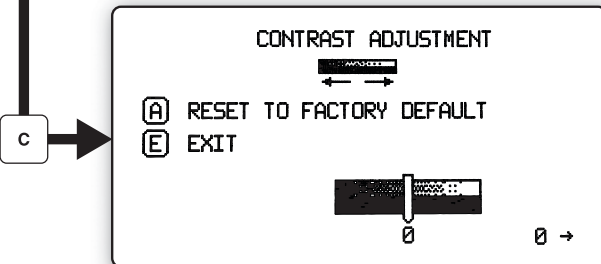 CONTRAST ADJUSTMENT
A RESET TO FACTORY DEFAULT
C
E EXIT
0
0 →